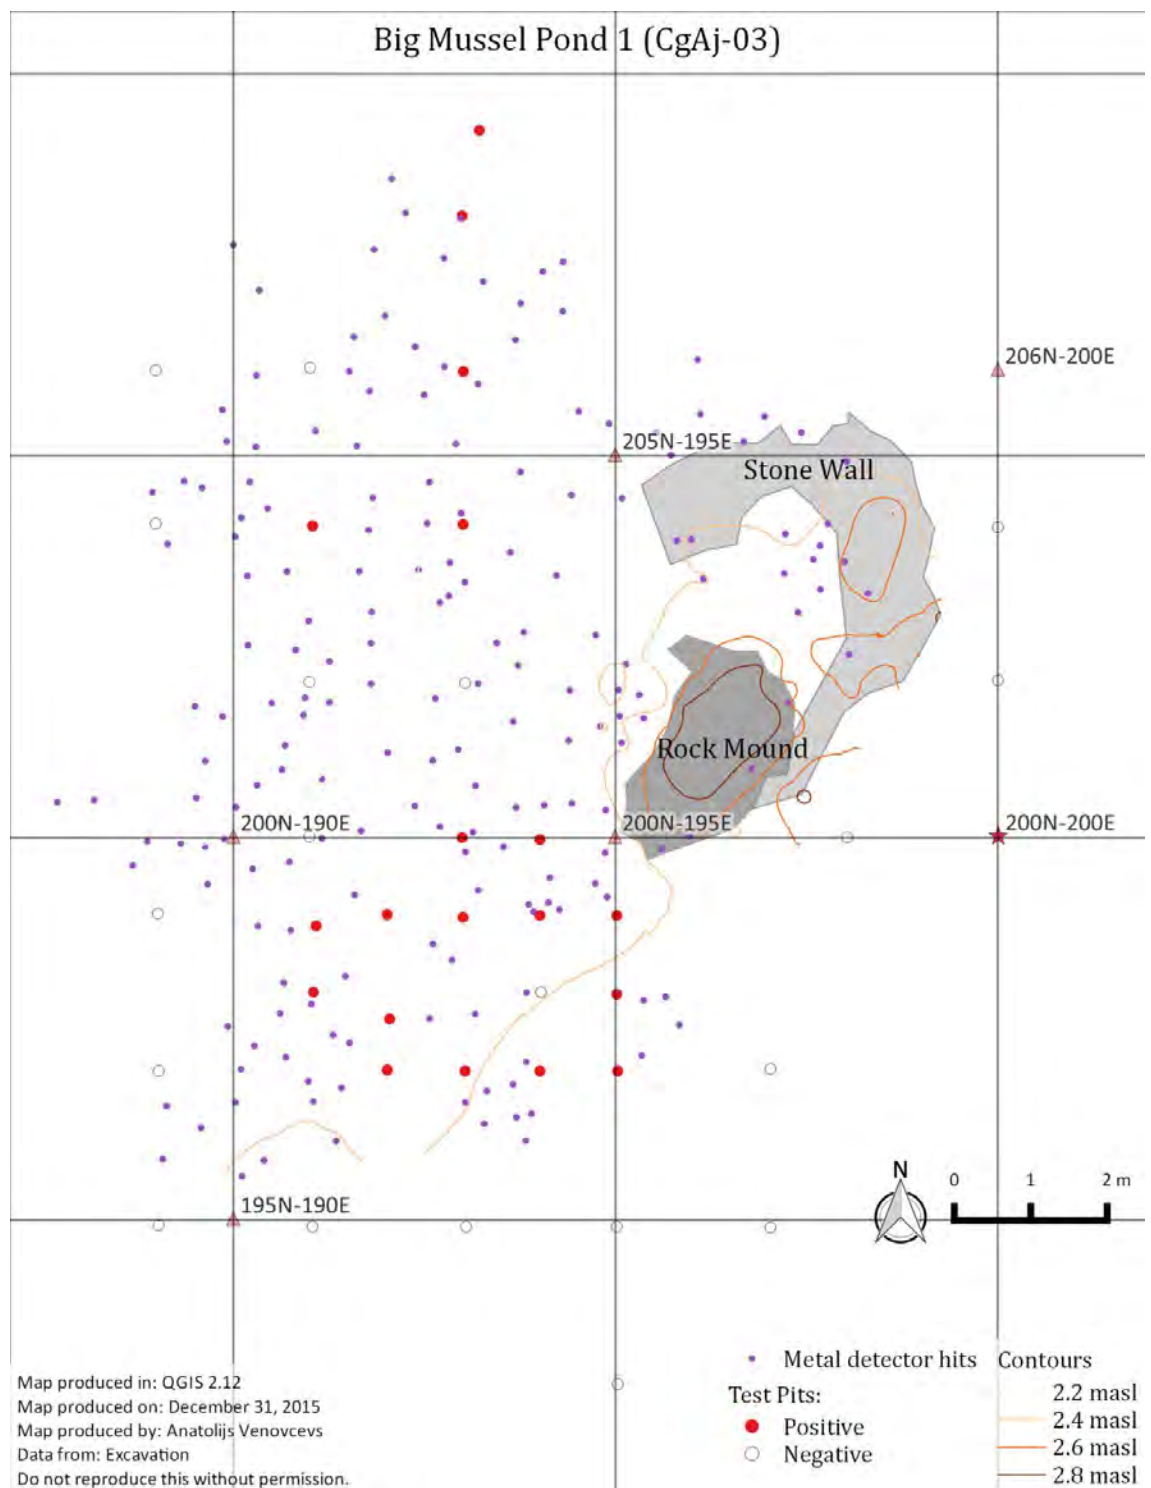 Big Mussel Pond 1 (CgAj-03)
206N-200E
205N-195E
Stone Wall
Rock Mound
200N-190E
200N-195E
200N-200E
195N-190E
N
0 1 2 m
Metal detector hits
Test Pits:
Positive
Negative
Contours
2.2 masl
2.4 masl
2.6 masl
2.8 masl
Map produced in: QGIS 2.12
Map produced on: December 31, 2015
Map produced by: Anatolijs Venovcevs
Data from: Excavation
Do not reproduce this without permission.